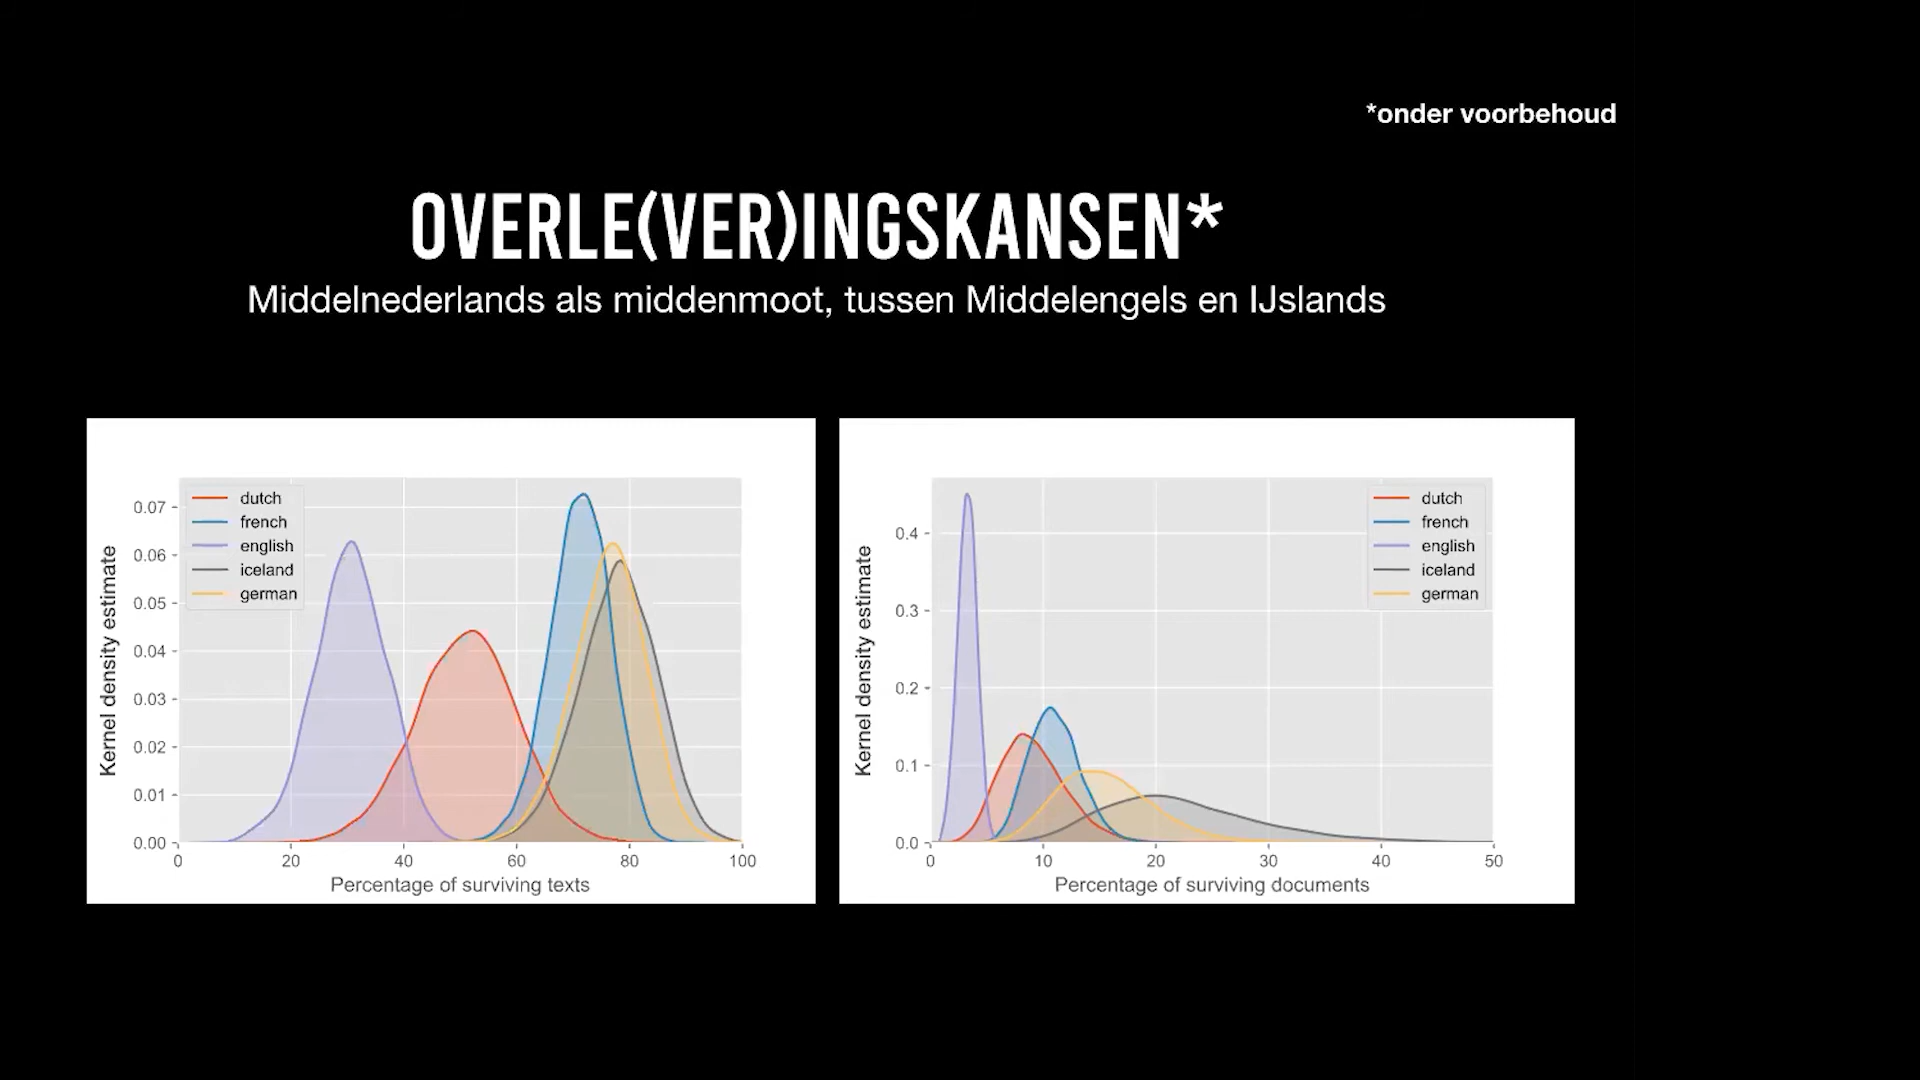 *onder voorbehoud
OVERLE(VER)INGSKANSEN*
Middelnederlands als middenmoot, tussen Middelengels en IJslands
dutch
french
english
iceland
german
0.07
0.06
0.05
0.04
0.03
0.02
0.01
0.00
Kernel density estimate
0 20 40 60 80 100
Percentage of surviving texts
dutch
french
english
iceland
german
0.4
0.3
0.2
0.1
0.0
Kernel density estimate
0 10 20 30 40 50
Percentage of surviving documents